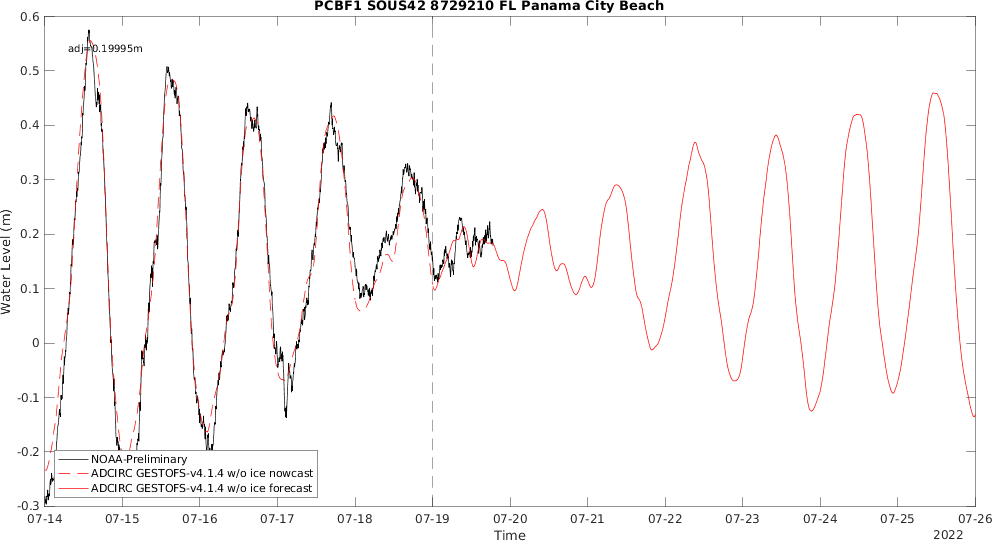 PCBF1 SOUS42 8729210 FL Panama City Beach
adj=0.19995m
0.6
0.5
0.4
0.3
0.2
0.1
0
-0.1
-0.2
-0.3
Water Level (m)
NOAA-Preliminary
ADCIRC GESTOFS-v4.1.4 w/o ice nowcast
ADCIRC GESTOFS-v4.1.4 w/o ice forecast
07-14 07-15 07-16 07-17 07-18 07-19 07-20 07-21 07-22 07-23 07-24 07-25 07-26
Time
2022